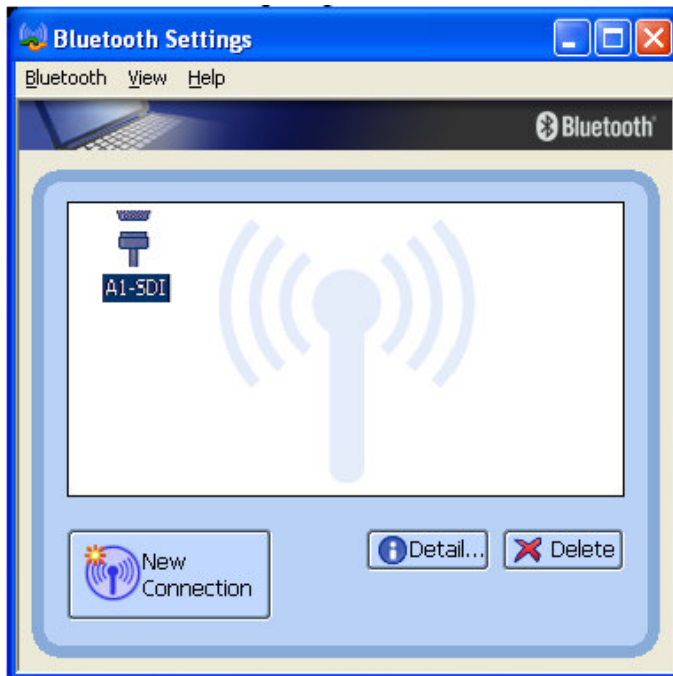 Bluetooth Settings
Bluetooth View Help
Bluetooth
A1-SDI
New
Connection
Detail...
Delete